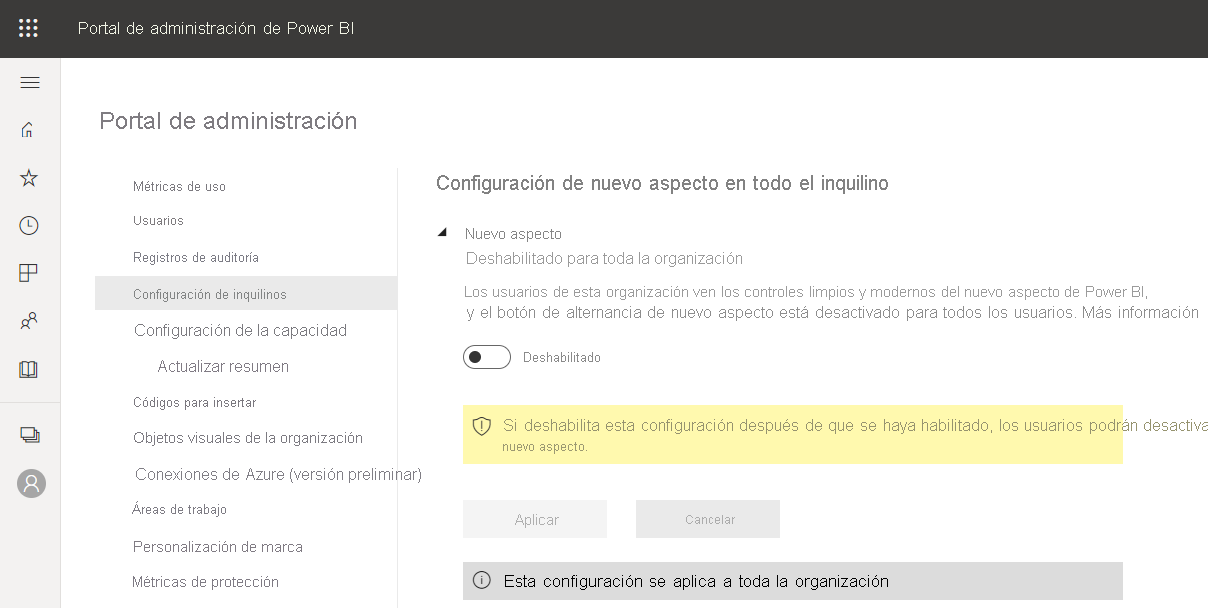 Portal de administración de Power BI
Portal de administración
Métricas de uso
Usuarios
Registros de auditoría
Configuración de inquilinos
Configuración de la capacidad
Actualizar resumen
Códigos para insertar
Objetos visuales de la organización
Conexiones de Azure (versión preliminar)
Áreas de trabajo
Personalización de marca
Métricas de protección
Configuración de nuevo aspecto en todo el inquilino
Nuevo aspecto
Deshabilitado para toda la organización
Los usuarios de esta organización ven los controles limpios y modernos del nuevo aspecto de Power BI,
y el botón de alternancia de nuevo aspecto está desactivado para todos los usuarios. Más información
Deshabilitado
Si deshabilita esta configuración después de que se haya habilitado, los usuarios podrán desactiva
nuevo aspecto.
Aplicar
Cancelar
Esta configuración se aplica a toda la organización